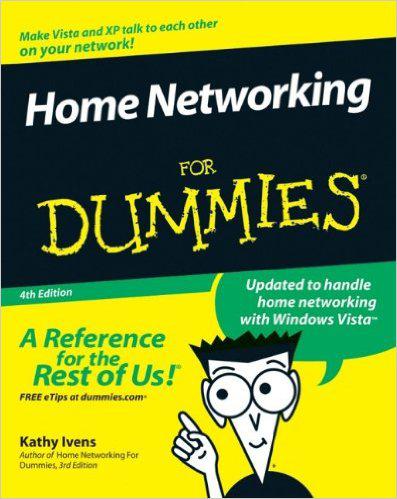 Make Vista and XP talk to each other
on your network!
Home Networking
FOR
DUMMIES®
4th Edition
Updated to handle
home networking
with Windows Vista™
A Reference
for the
Rest of Us!®
FREE eTips at dummies.com®
Kathy Ivens
Author of Home Networking For
Dummies, 3rd Edition